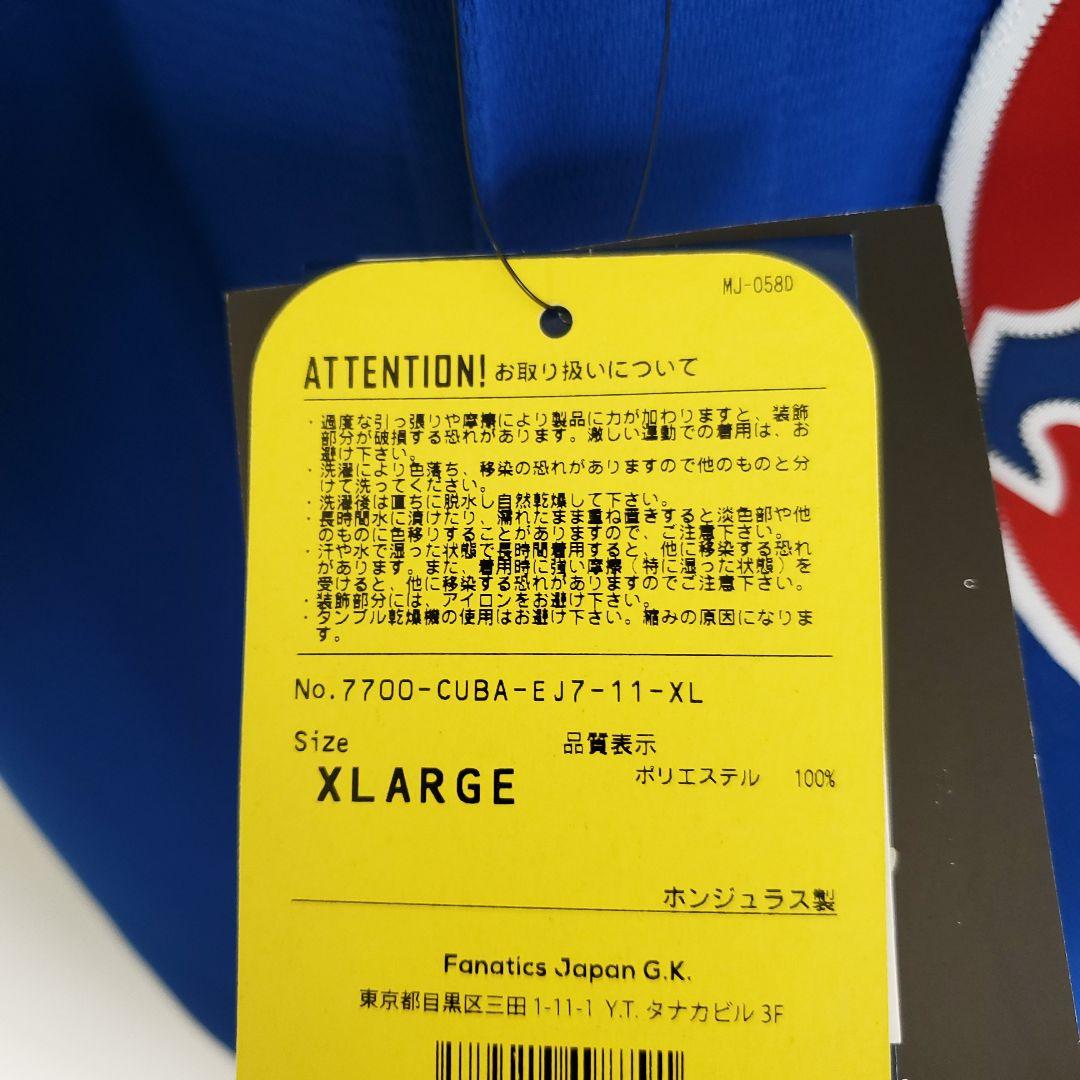 MJ-058D
ATTENTION! お取り扱いについて
・過度な引っ張りや摩擦により製品に力が加わりますと、装飾
部分が破損する恐れがあります。激しい運動での着用は、お
避け下さい。
・洗濯により色落ち、移染の恐れがありますので他のものと分
けて洗ってください。
・洗濯後は直ちに脱水し自然乾燥して下さい。
・長時間水に漬けたり、濡れたまま重ね置きすると淡色部や他
のものに色移りすることがありますので、ご注意下さい。
・汗や水で湿った状態で長時間着用すると、他に移染する恐れ
があります。また、着用時に強い摩擦(特に湿った状態)を
受けると、他に移染する恐れがありますのでご注意下さい。
・装飾部分には、アイロンをお避け下さい。
・タンブル乾燥機の使用はお避け下さい。縮みの原因になりま
す。
No.7700-CUBA-EJ7-11-XL
Size 品質表示
XLARGE ポリエステル 100%
ホンジュラス製
Fanatics Japan G.K.
東京都目黒区三田1-11-1 Y.T. タナカビル 3F